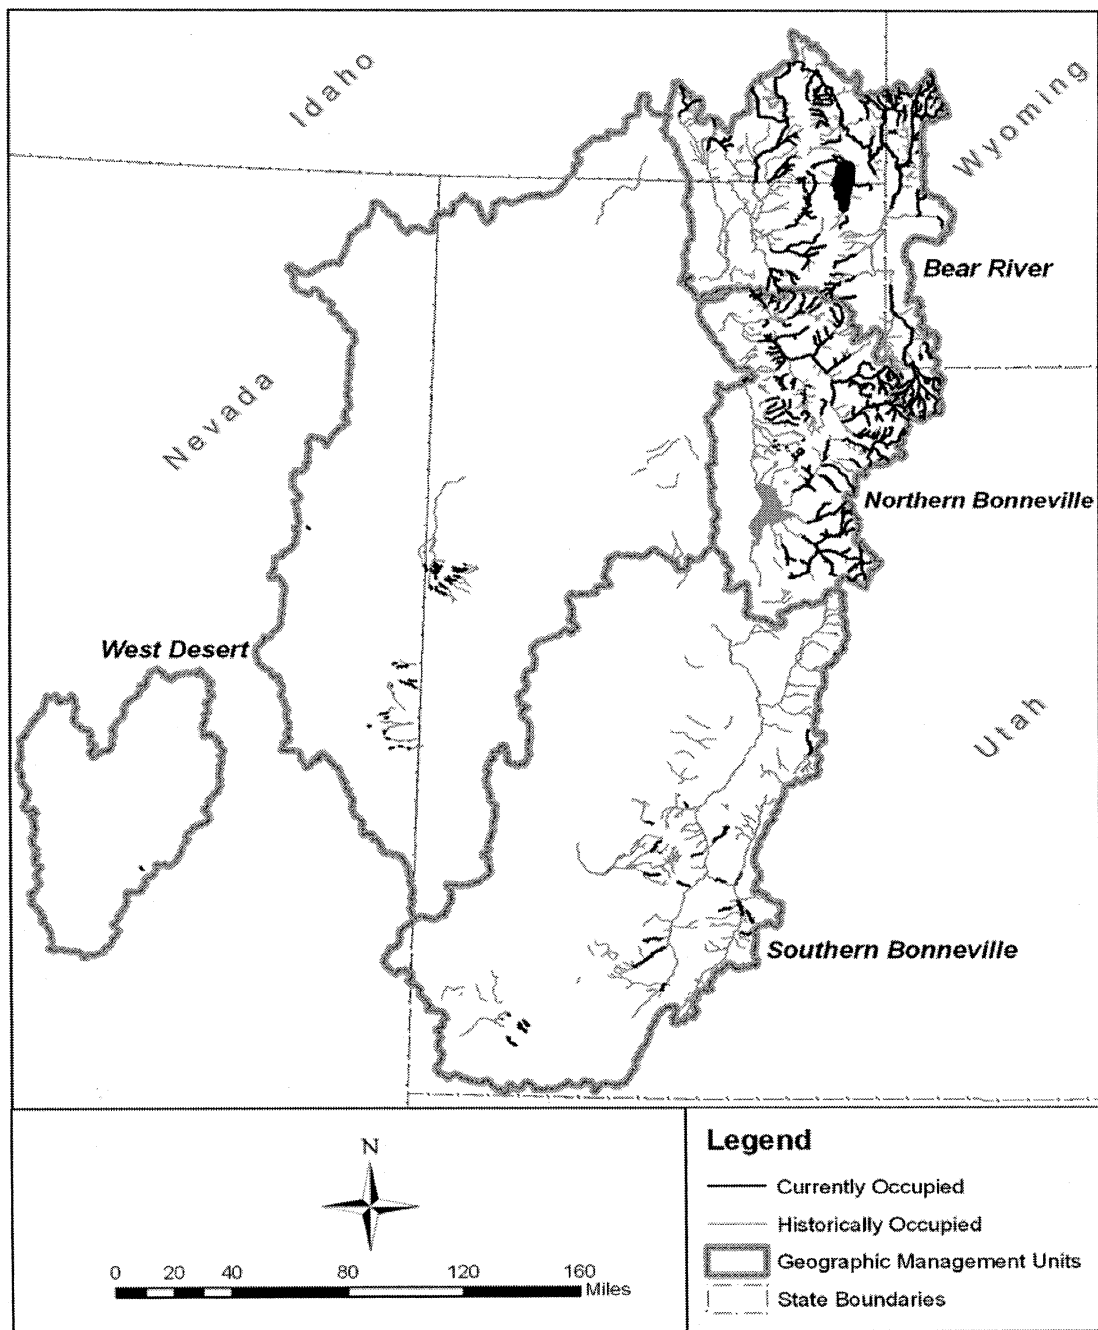 Idaho
Wyoming
Bear River
Nevada
Northern Bonneville
West Desert
Utah
Southern Bonneville
N
0 20 40 80 120 160
Miles
Legend
Currently Occupied
Historically Occupied
Geographic Management Units
State Boundaries